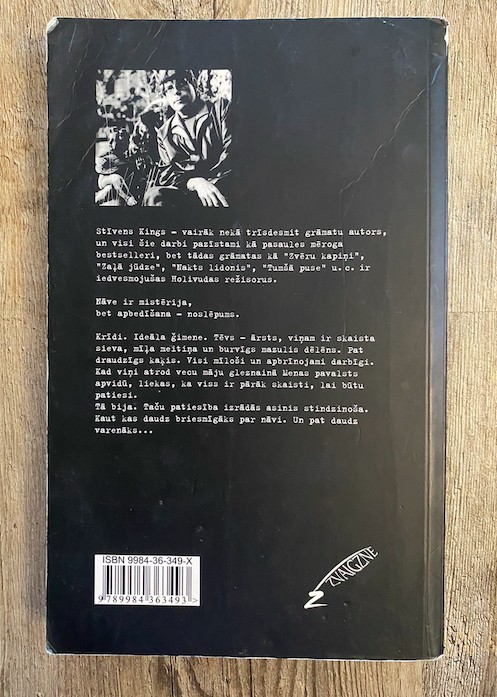 Stīvens Kings – vairāk nekā trīsdesmit grāmatu autors,
un visi šie darbi pazīstami kā pasaules mēroga
bestselleri, bet tādas grāmatas kā "Zvēru kapiņi",
"Zaļā jūdze", "Nakts lidonis", "Tumšā puse" u. c. ir
iedvesmojušas Holivudas režisorus.
Nāve ir mistērija,
bet apbedīšana – noslēpums.
Krīdi. Ideāla ģimene. Tēvs – ārsts, viņam ir skaista
sieva, mīļa meitiņa un burvīgs mazulis dēlēns. Pat
draudzīgs kaķis. Visi mīloši un apbrīnojami darbīgi.
Kad viņi atrod vecu māju gleznainā Menas pavalsts
apvidū, liekas, ka viss ir pārāk skaisti, lai būtu
patiesi.
Tā bija. Taču patiesība izrādās asinis stindzinoša.
Kaut kas daudz briesmīgāks par nāvi. Un pat daudz
varenāks...
ISBN 9984-36-349-X
9 789984 363493 >
Z ZVAIGZNE